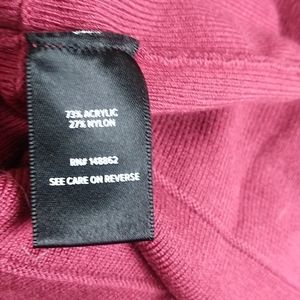 73% ACRYLIC
27% NYLON
RN# 148862
SEE CARE ON REVERSE